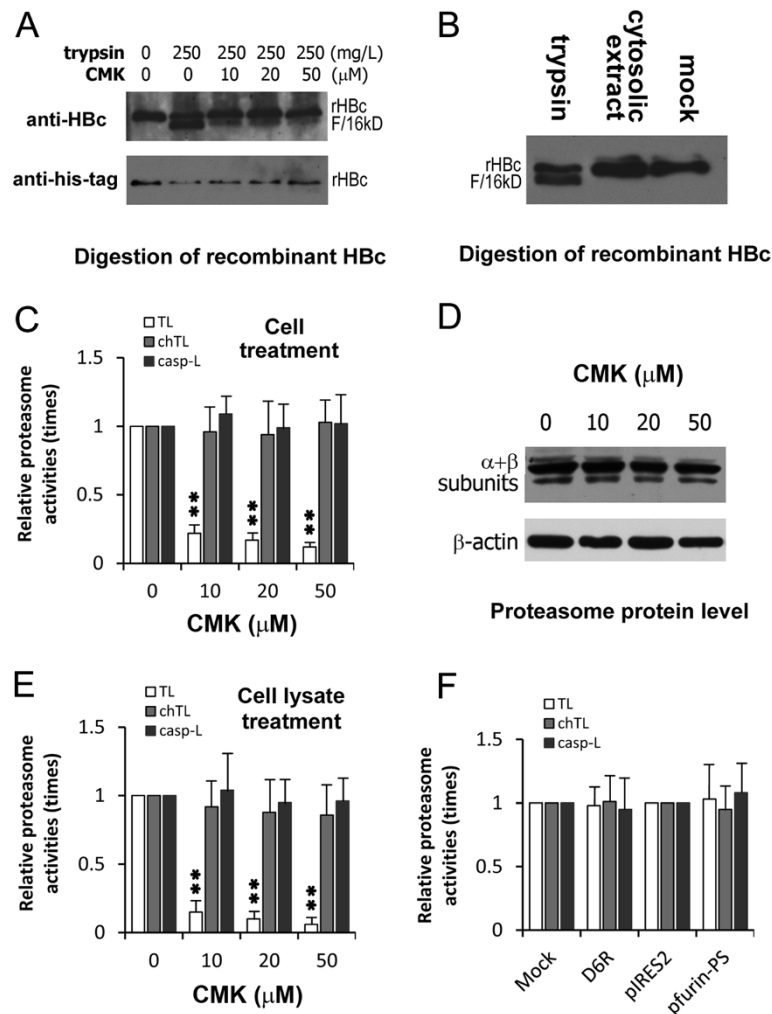 A
trypsin 0 250 250 250 250 (mg/L)
CMK 0 0 10 20 50 (μM)
anti-HBc
rHBc
F/16kD
anti-his-tag
rHBc
Digestion of recombinant HBc
B
trypsin
cytosolic
extract
mock
rHBc
F/16kD
Digestion of recombinant HBc
C
TL
chTL
casp-L
Cell
treatment
Relative proteasome
activities (times)
1.5
1
0.5
0
**
**
**
0 10 20 50
CMK (μM)
D
CMK (μM)
0 10 20 50
α+β
subunits
β-actin
Proteasome protein level
E
TL
chTL
casp-L
Cell lysate
treatment
Relative proteasome
activities (times)
1.5
1
0.5
0
**
**
**
0 10 20 50
CMK (μM)
F
TL
chTL
casp-L
Relative proteasome
activities (times)
1.5
1
0.5
0
Mock
D6R
pIRES2
pfurin-PS